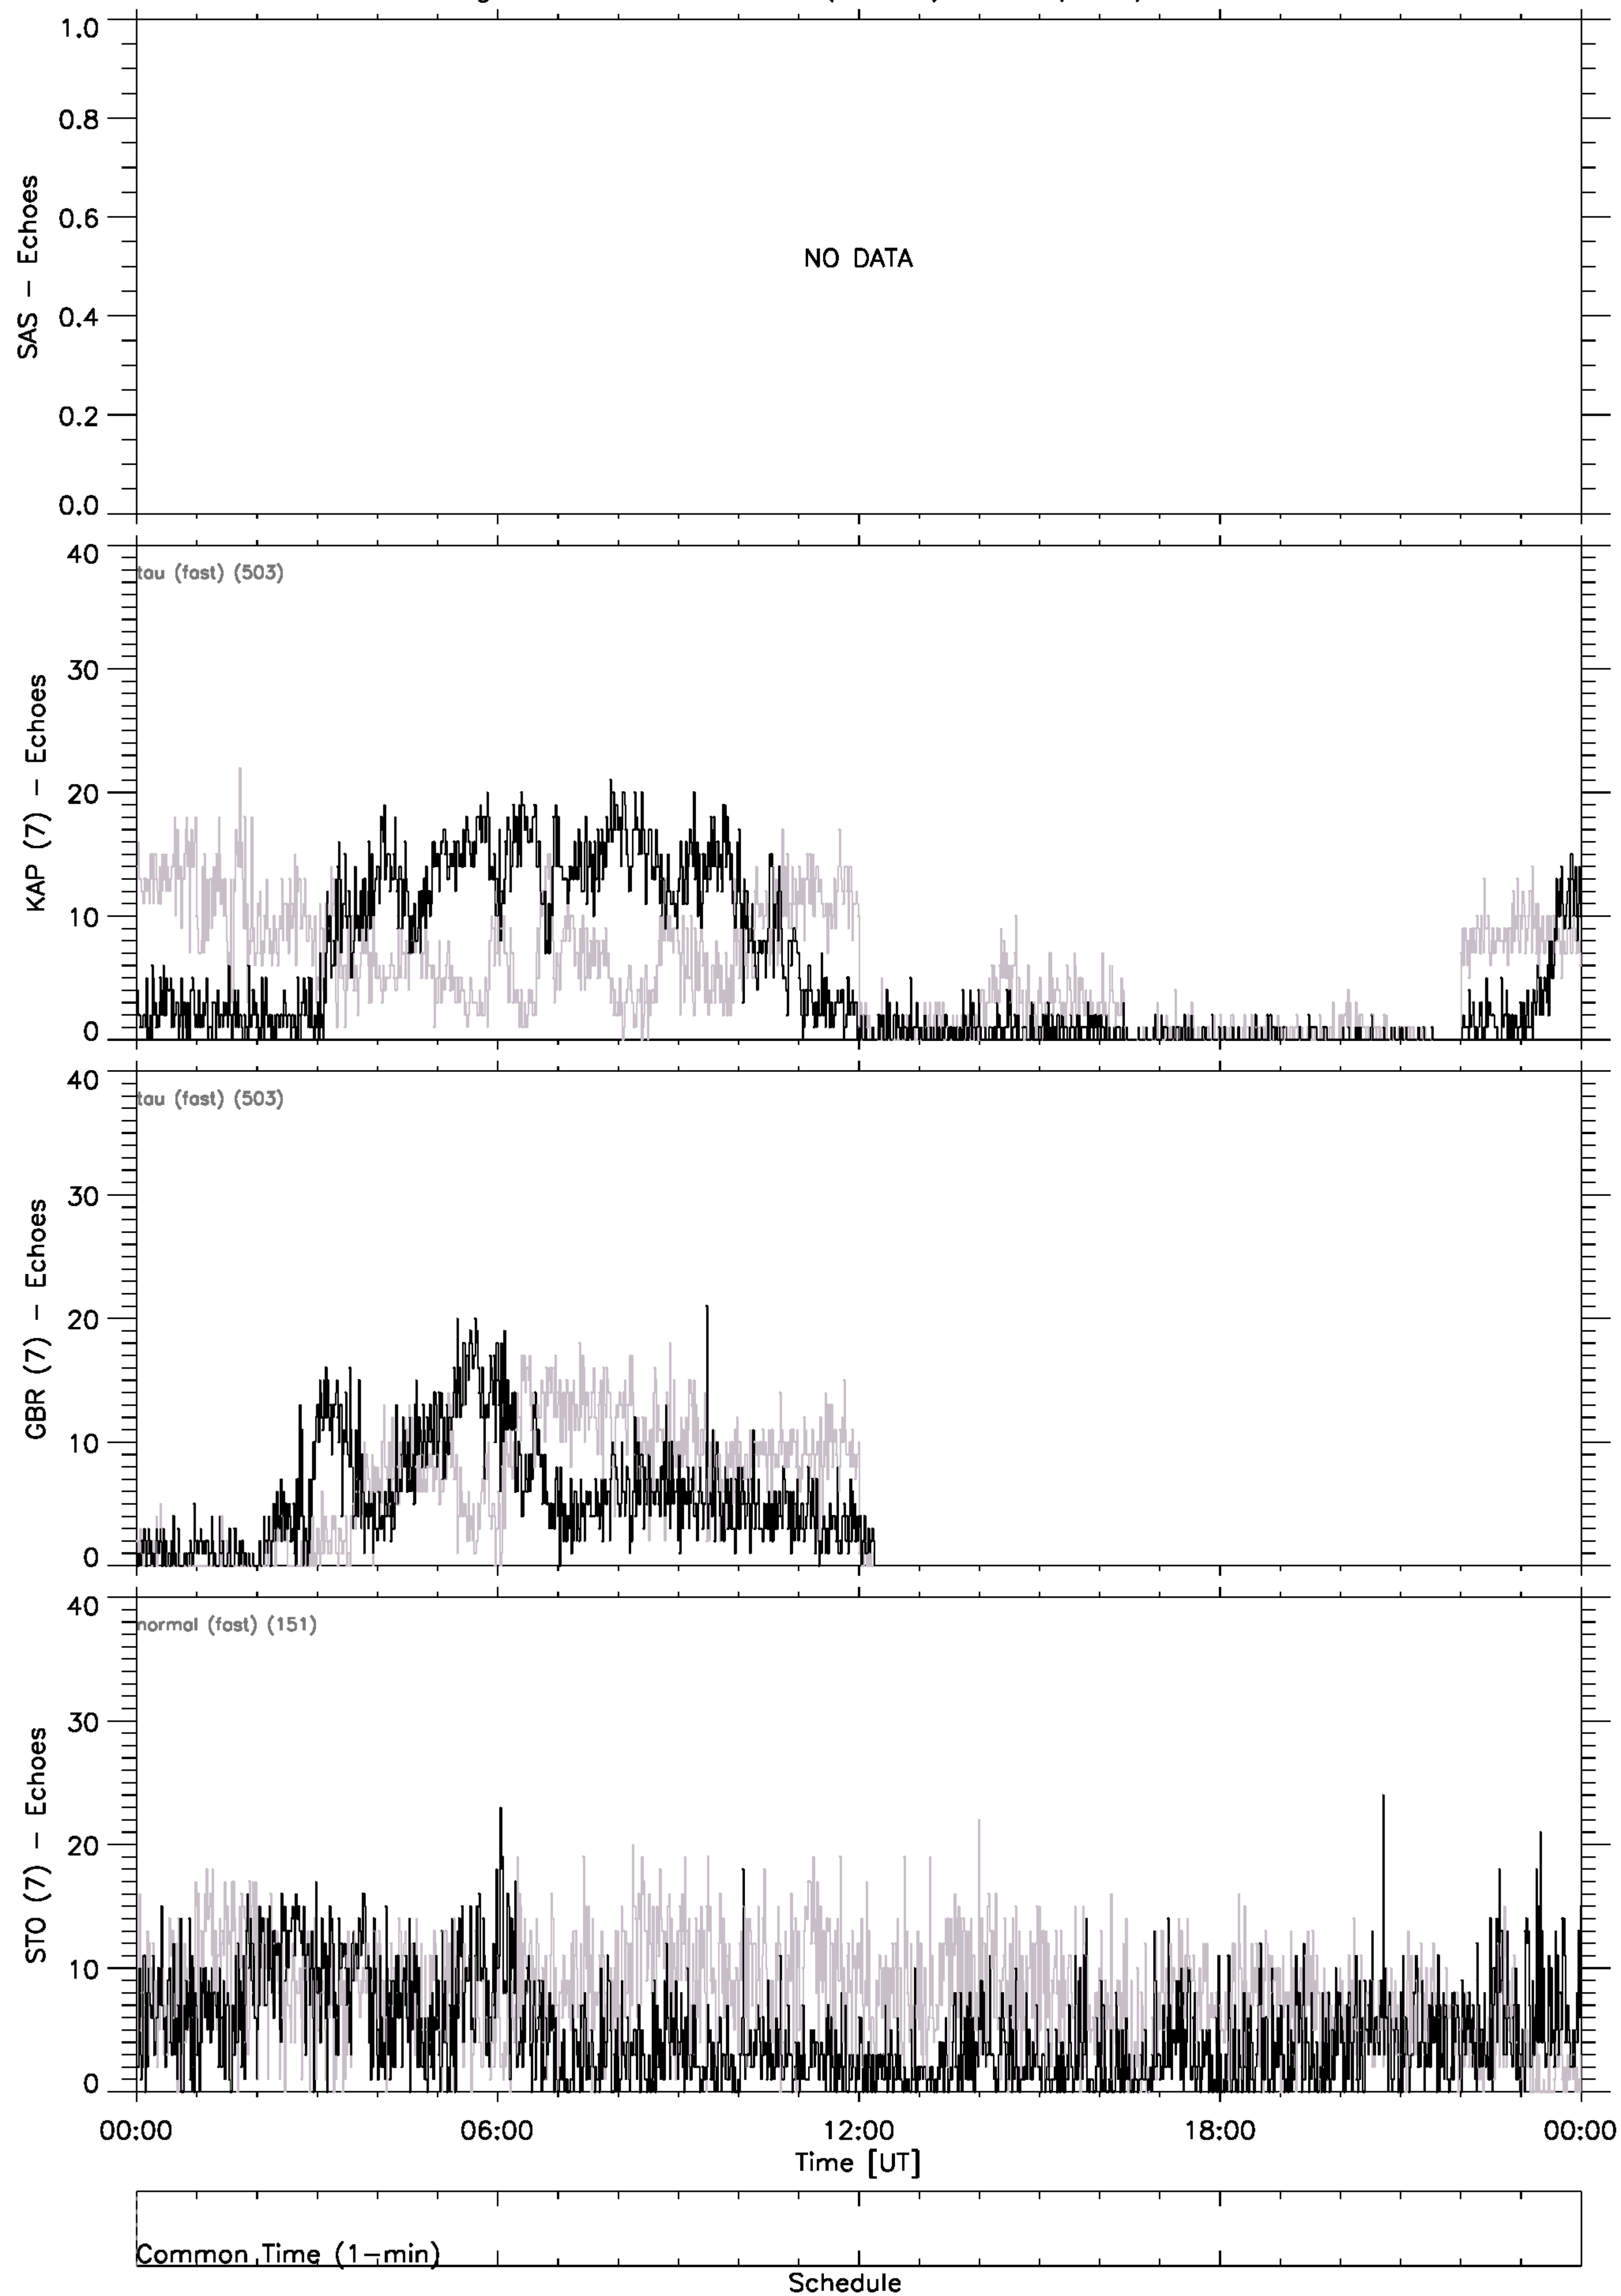 1.0
0.8
0.6
0.4
0.2
0.0
SAS – Echoes
NO DATA
40
30
20
10
0
KAP (7) – Echoes
tau (fast) (503)
40
30
20
10
0
GBR (7) – Echoes
tau (fast) (503)
40
30
20
10
0
STO (7) – Echoes
normal (fast) (151)
00:00 06:00 12:00 18:00 00:00
Time [UT]
Common Time (1–min)
Schedule